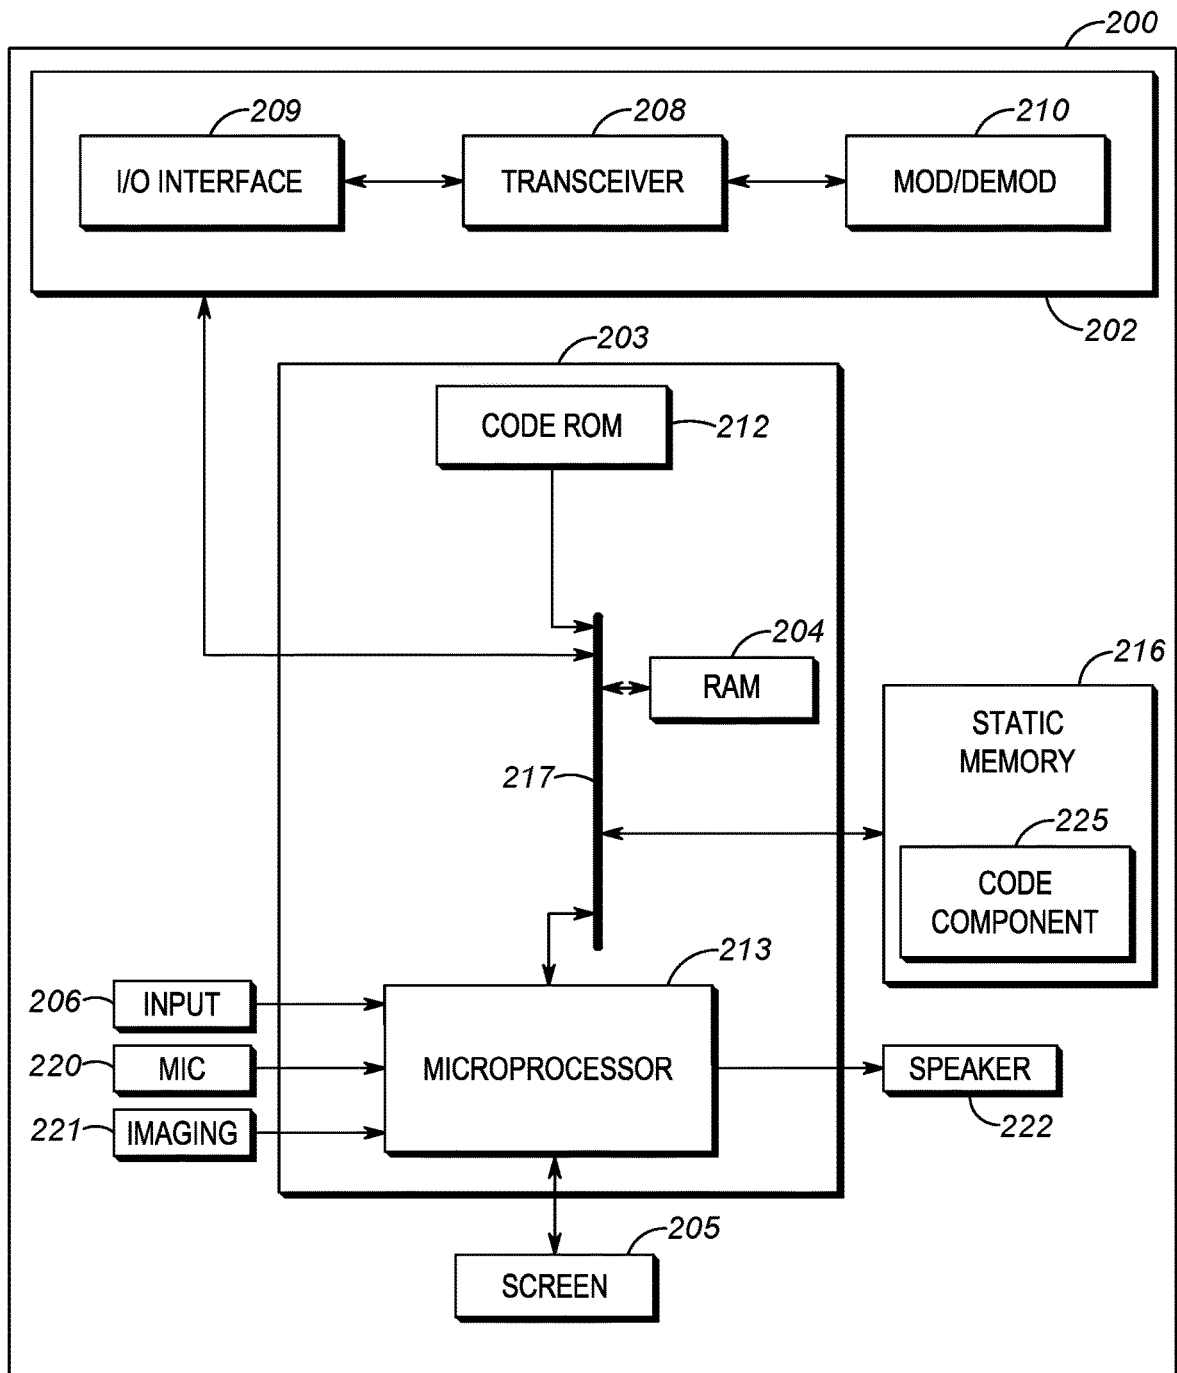 200
209
208
210
I/O INTERFACE
TRANSCEIVER
MOD/DEMOD
202
203
CODE ROM
212
204
RAM
216
STATIC
MEMORY
217
225
CODE
COMPONENT
213
206
INPUT
220
MIC
MICROPROCESSOR
SPEAKER
221
IMAGING
222
205
SCREEN